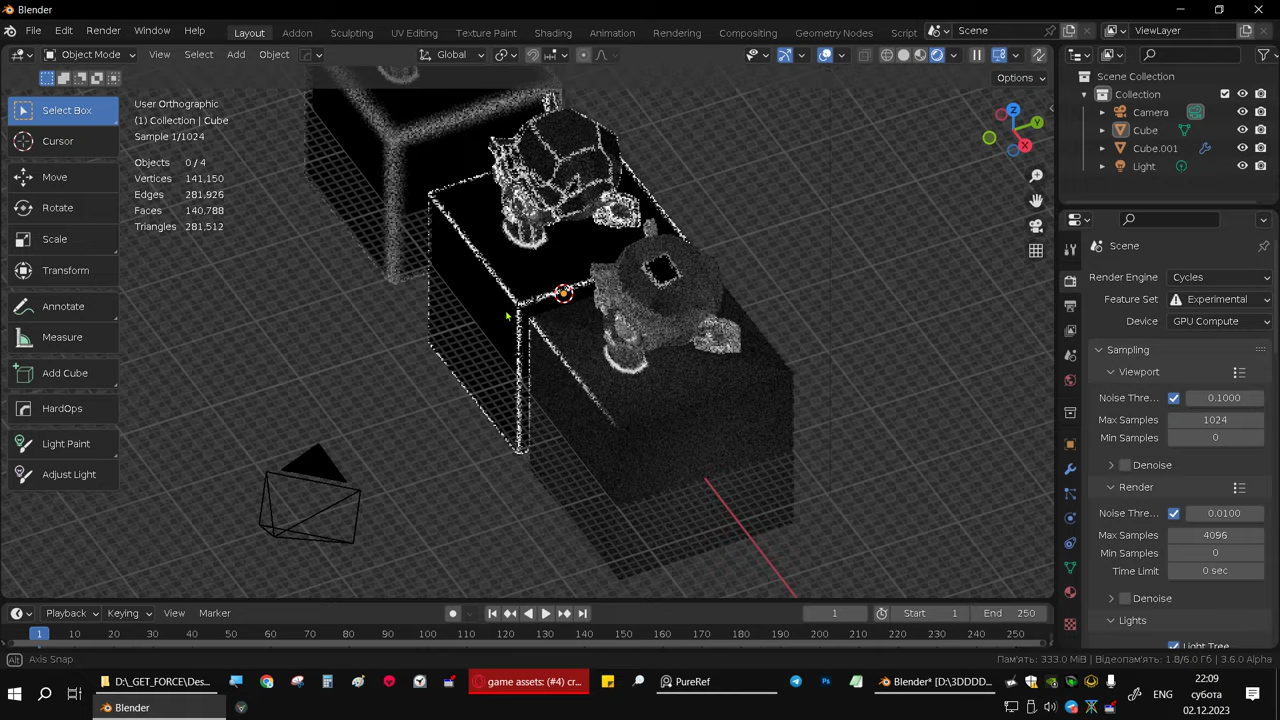 Blender
File Edit Render Window Help Layout Addon Sculpting UV Editing Texture Paint Shading Animation Rendering Compositing Geometry Nodes Script Scene ViewLayer
Object Mode View Select Add Object Global
Options
Select Box
Cursor
Move
Rotate
Scale
Transform
Annotate
Measure
Add Cube
HardOps
Light Paint
Adjust Light
User Orthographic
(1) Collection | Cube
Sample 1/1024
Objects 0/4
Vertices 141,150
Edges 281,926
Faces 140,788
Triangles 281,512
Z
Y
X
Scene Collection
Collection
Camera
Cube
Cube.001
Light
Scene
Render Engine Cycles
Feature Set Experimental
Device GPU Compute
Sampling
Viewport
Noise Thre... 0.1000
Max Samples 1024
Min Samples 0
Denoise
Render
Noise Thre... 0.0100
Max Samples 4096
Min Samples 0
Time Limit 0 sec
Denoise
Lights
Light Tree
Playback Keying View Marker 1 Start 1 End 250
1 10 20 30 40 50 60 70 80 90 100 110 120 130 140 150 160 170 180 190 200 210 220 230 240 250
Alt Axis Snap Пам'ять: 333.0 MiB | Відеопам'ять: 1.8/6.0 Gi | 3.6.0 Alpha
D:\_GET_FORCE\Des... game assets: (#4) cr... PureRef Blender* [D:\3DDDD... ENG 22:09
субота
02.12.2023
Blender